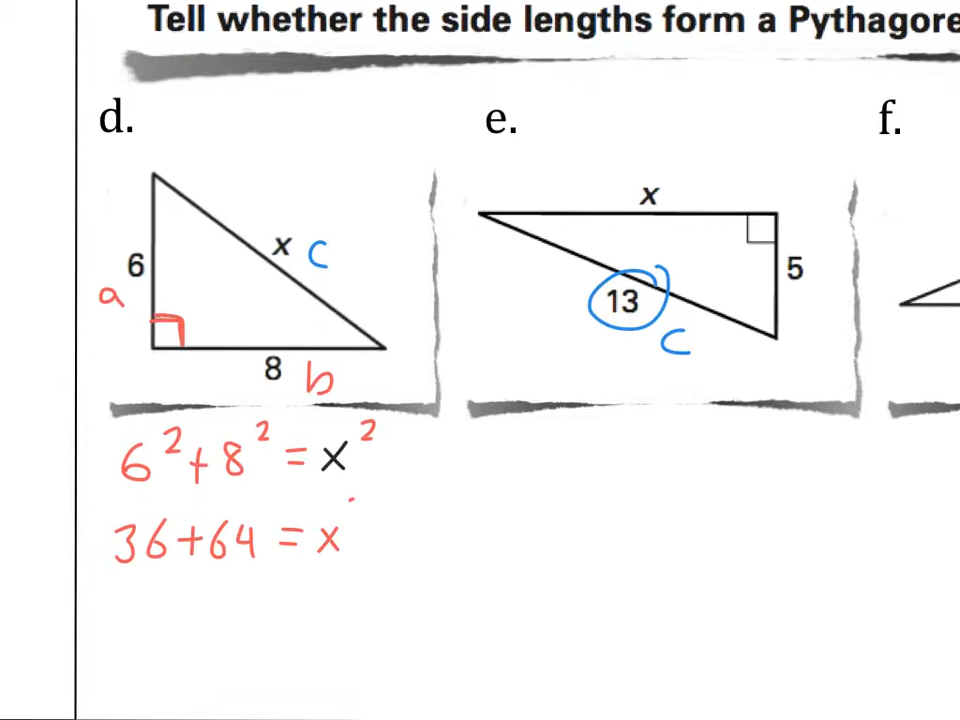 Tell whether the side lengths form a Pythagore
d.
e.
f.
6
a
x c
8 b
x
5
13
c
6² + 8² = x²
36 + 64 = x